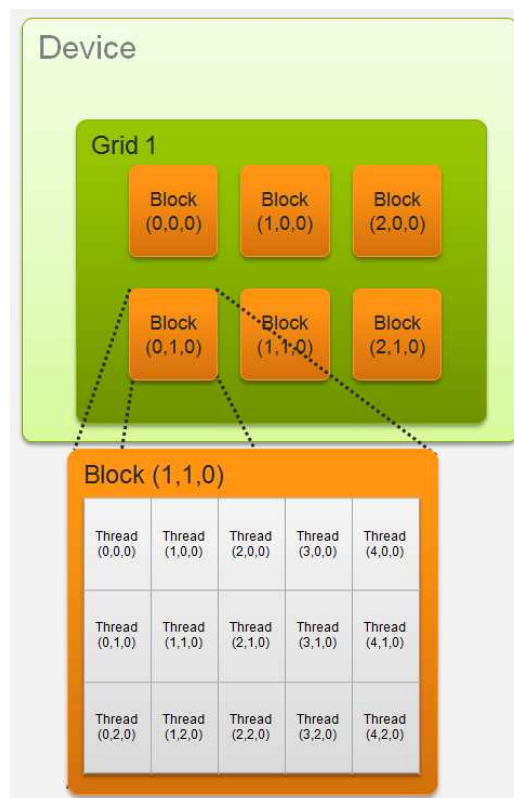 Device
Grid 1
Block
(0,0,0)
Block
(1,0,0)
Block
(2,0,0)
Block
(0,1,0)
Block
(1,1,0)
Block
(2,1,0)
Block (1,1,0)
Thread
(0,0,0)
Thread
(1,0,0)
Thread
(2,0,0)
Thread
(3,0,0)
Thread
(4,0,0)
Thread
(0,1,0)
Thread
(1,1,0)
Thread
(2,1,0)
Thread
(3,1,0)
Thread
(4,1,0)
Thread
(0,2,0)
Thread
(1,2,0)
Thread
(2,2,0)
Thread
(3,2,0)
Thread
(4,2,0)